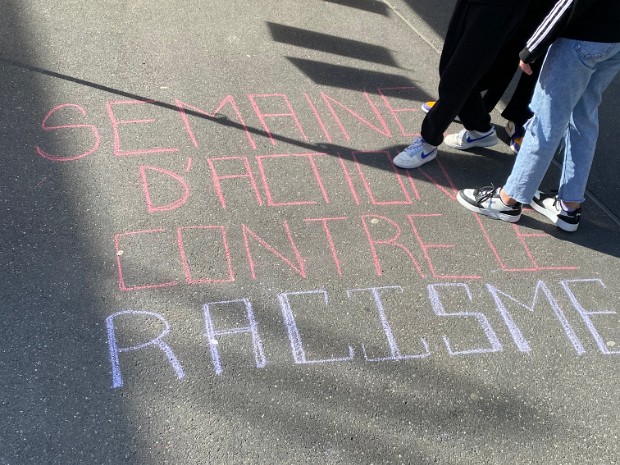 SEMAINE
D'ACTION
CONTRE LE
RACISME